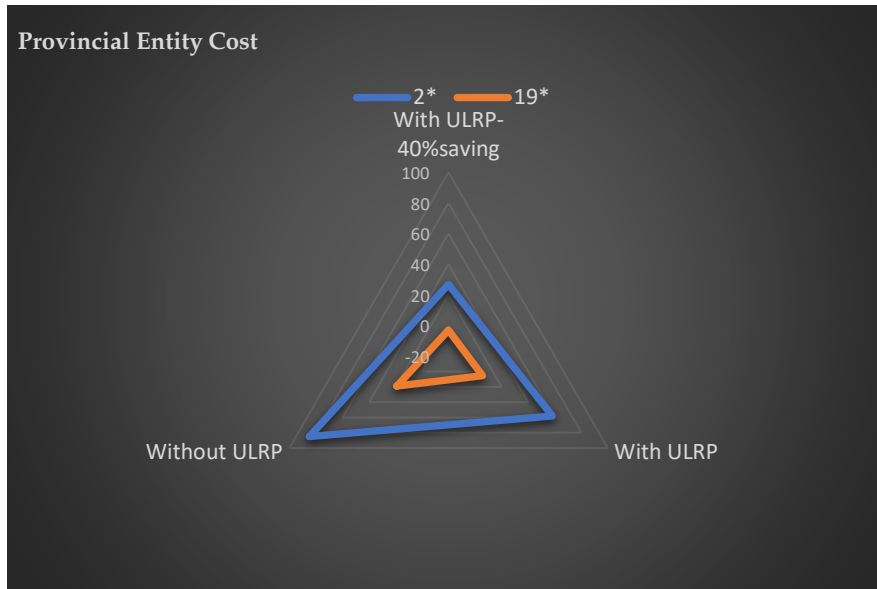 Provincial Entity Cost
2* 19*
With ULRP-
40%saving
100
80
60
40
20
0
-20
Without ULRP
With ULRP